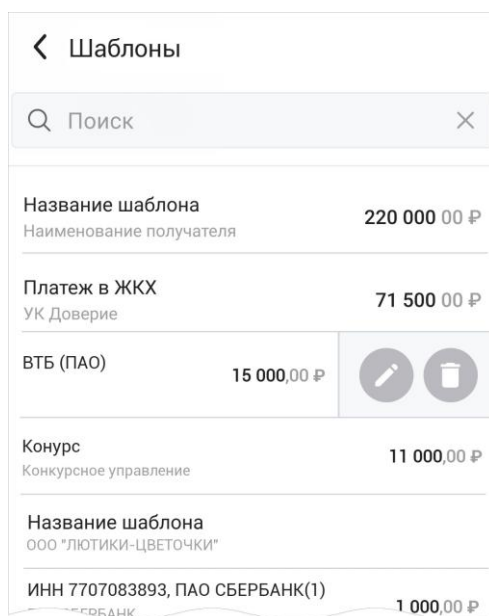 Шаблоны
Поиск
Название шаблона
220 000 00 ₽
Наименование получателя
Платеж в ЖКХ
71 500 00 ₽
УК Доверие
ВТБ (ПАО)
15 000,00 ₽
Конурс
11 000,00 ₽
Конкурсное управление
Название шаблона
ООО "ЛЮТИКИ-ЦВЕТОЧКИ"
ИНН 7707083893, ПАО СБЕРБАНК(1)
1 000,00 ₽
СБЕРБАНК